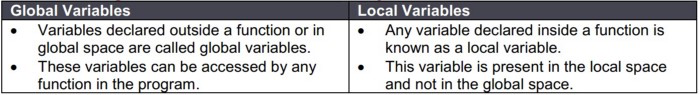 Global Variables
• Variables declared outside a function or in
global space are called global variables.
• These variables can be accessed by any
function in the program.
Local Variables
• Any variable declared inside a function is
known as a local variable.
• This variable is present in the local space
and not in the global space.